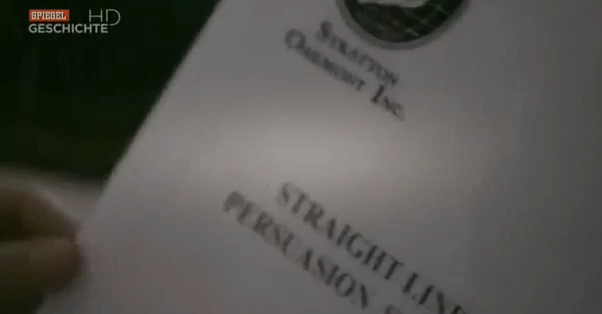 SPIEGEL HD
GESCHICHTE
STRATTON
OAKMONT INC.
STRAIGHT LINE
PERSUASION